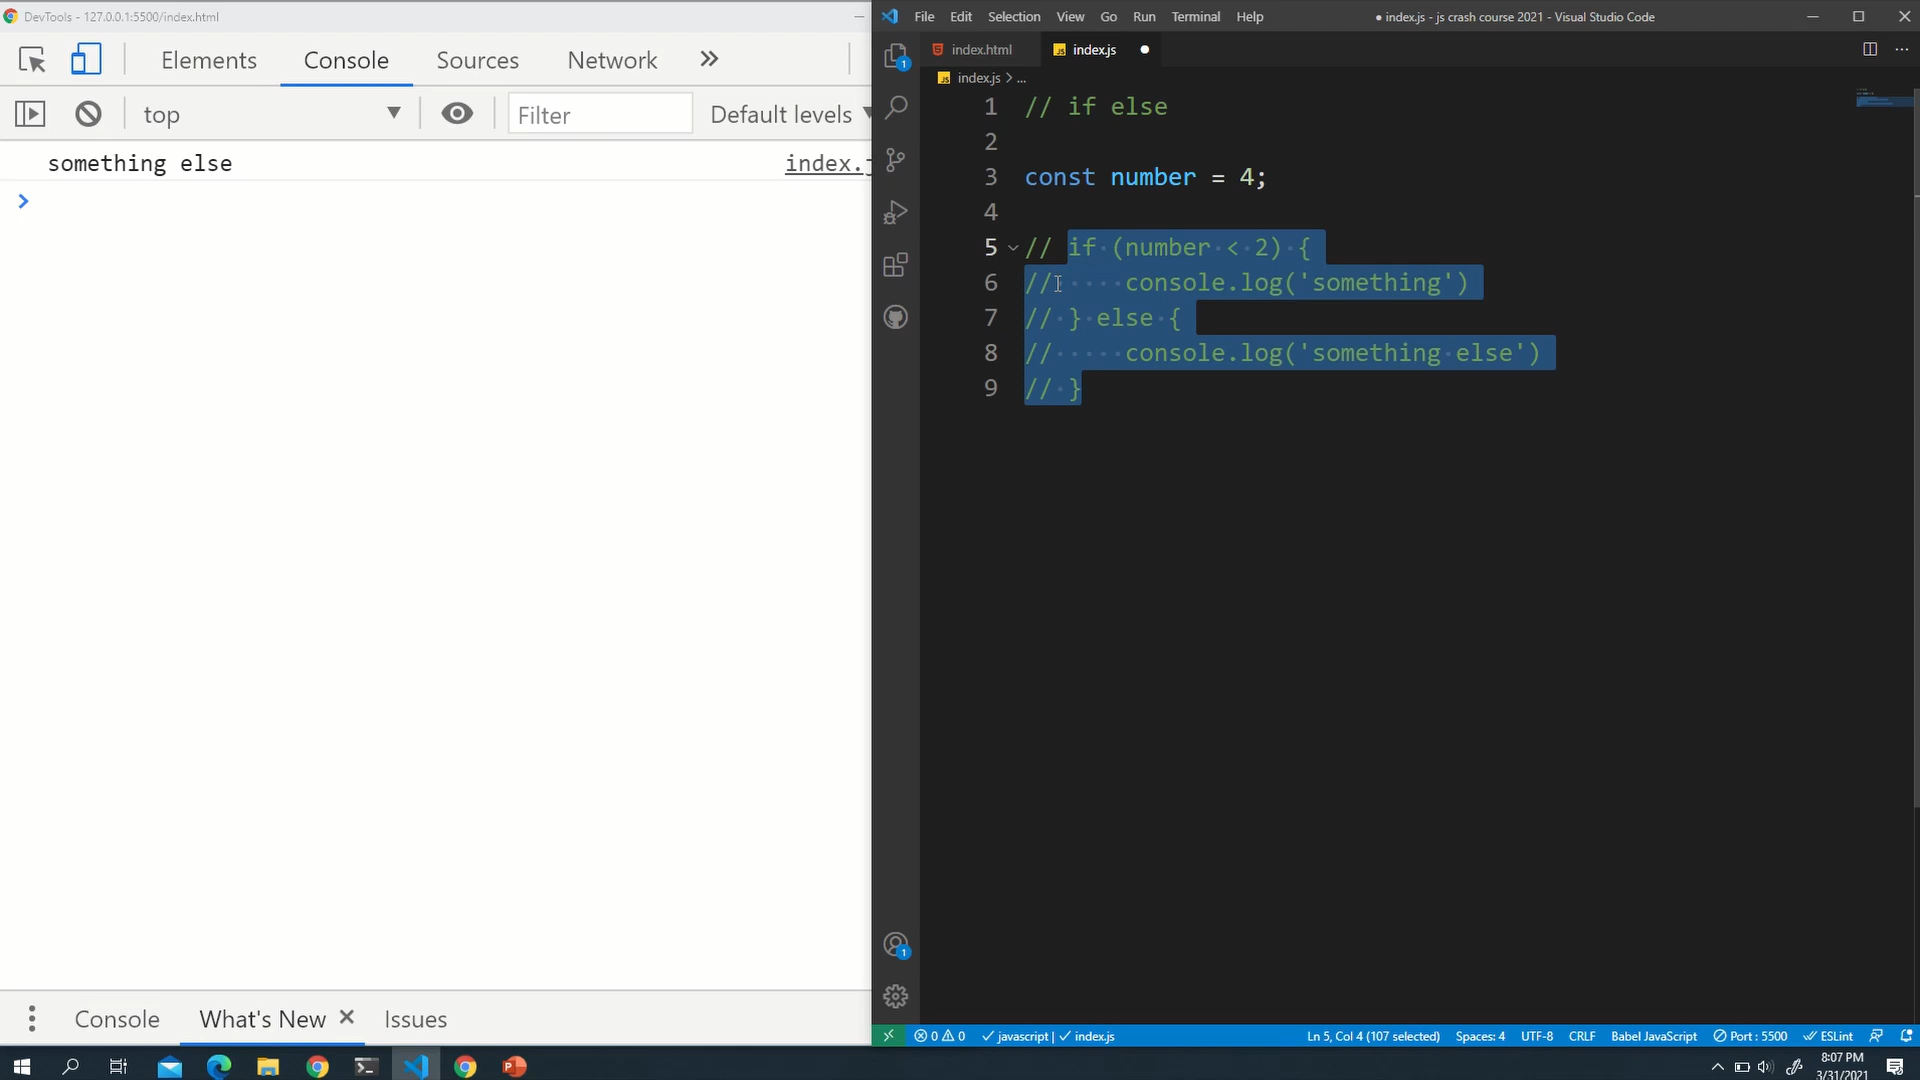 DevTools - 127.0.0.1:5500/index.html
Elements Console Sources Network
top Filter Default levels
something else index.j
Console What's New Issues
File Edit Selection View Go Run Terminal Help ● index.js - js crash course 2021 - Visual Studio Code
index.html index.js
index.js > ...
1 // if else
2
3 const number = 4;
4
5 // if (number < 2) {
6 //     console.log('something')
7 // } else {
8 //     console.log('something else')
9 // }
1
1
0 0 javascript | index.js Ln 5, Col 4 (107 selected) Spaces: 4 UTF-8 CRLF Babel JavaScript Port : 5500 ESLint
8:07 PM
3/31/2021